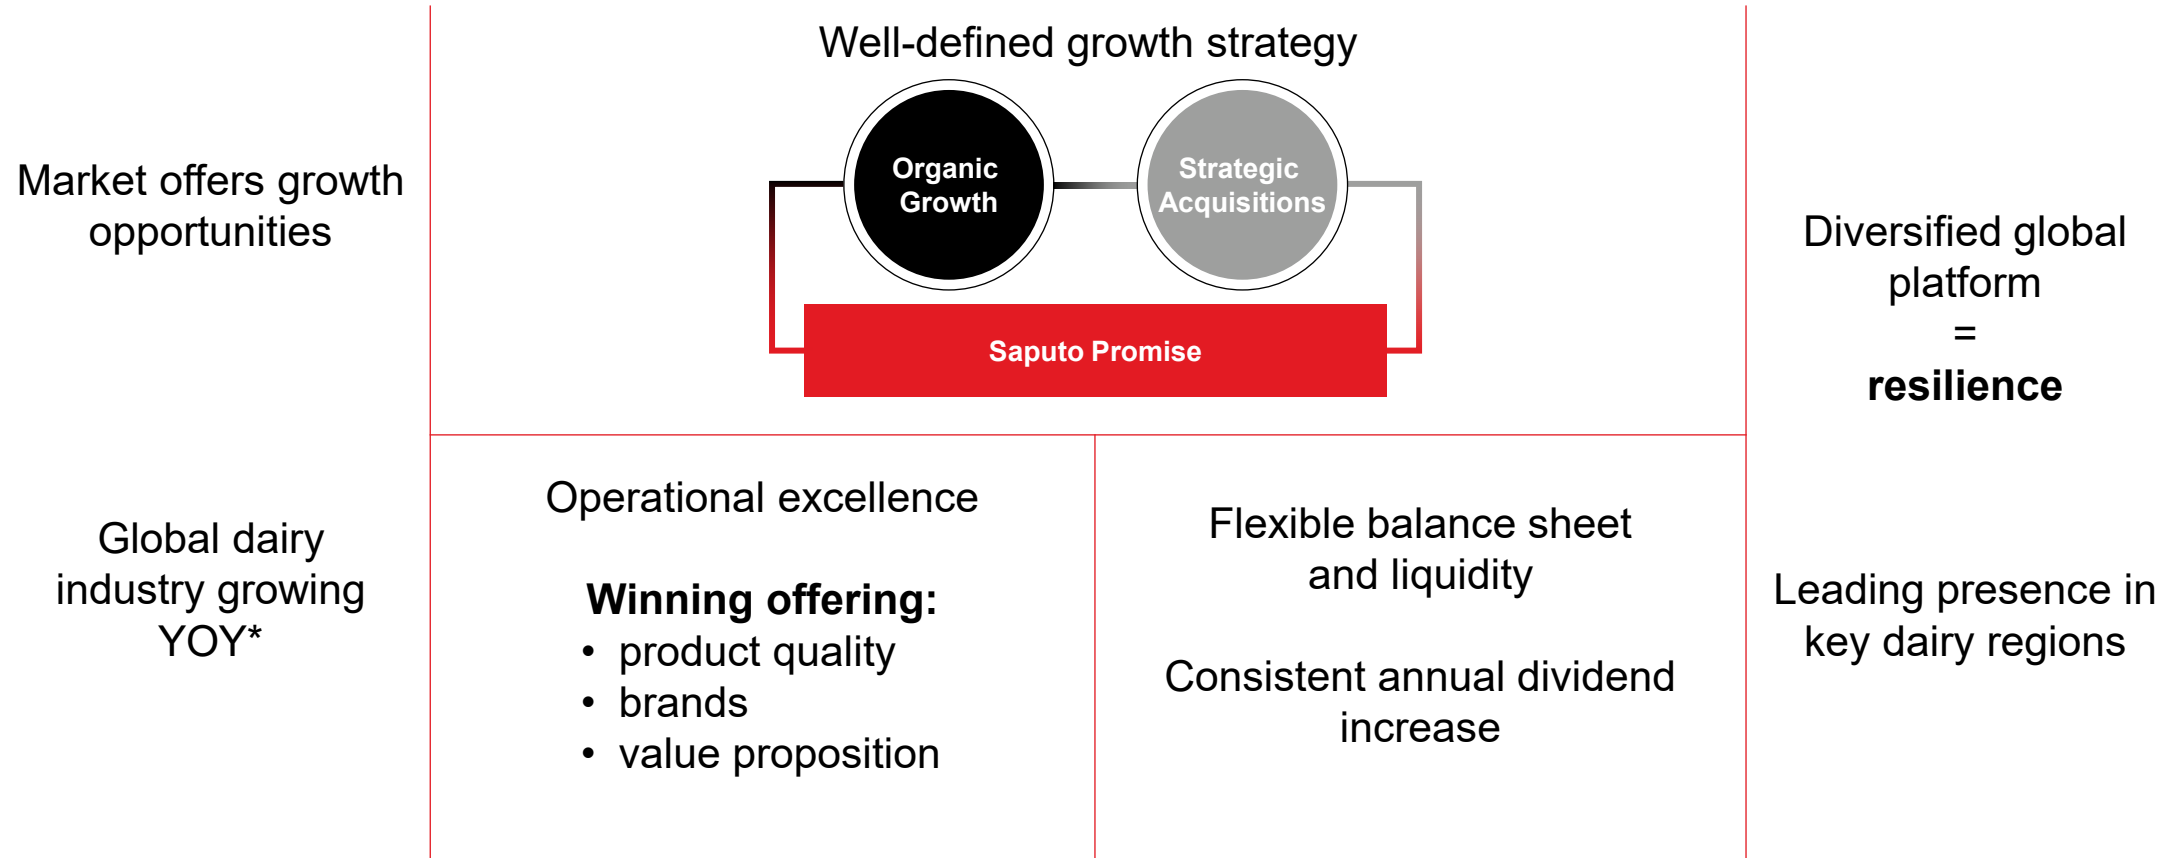 Market offers growth
opportunities
Global dairy
industry growing
YOY*
Well-defined growth strategy
Organic
Growth
Strategic
Acquisitions
Saputo Promise
Operational excellence
Winning offering:
• product quality
• brands
• value proposition
Flexible balance sheet
and liquidity
Consistent annual dividend
increase
Diversified global
platform
=
resilience
Leading presence in
key dairy regions